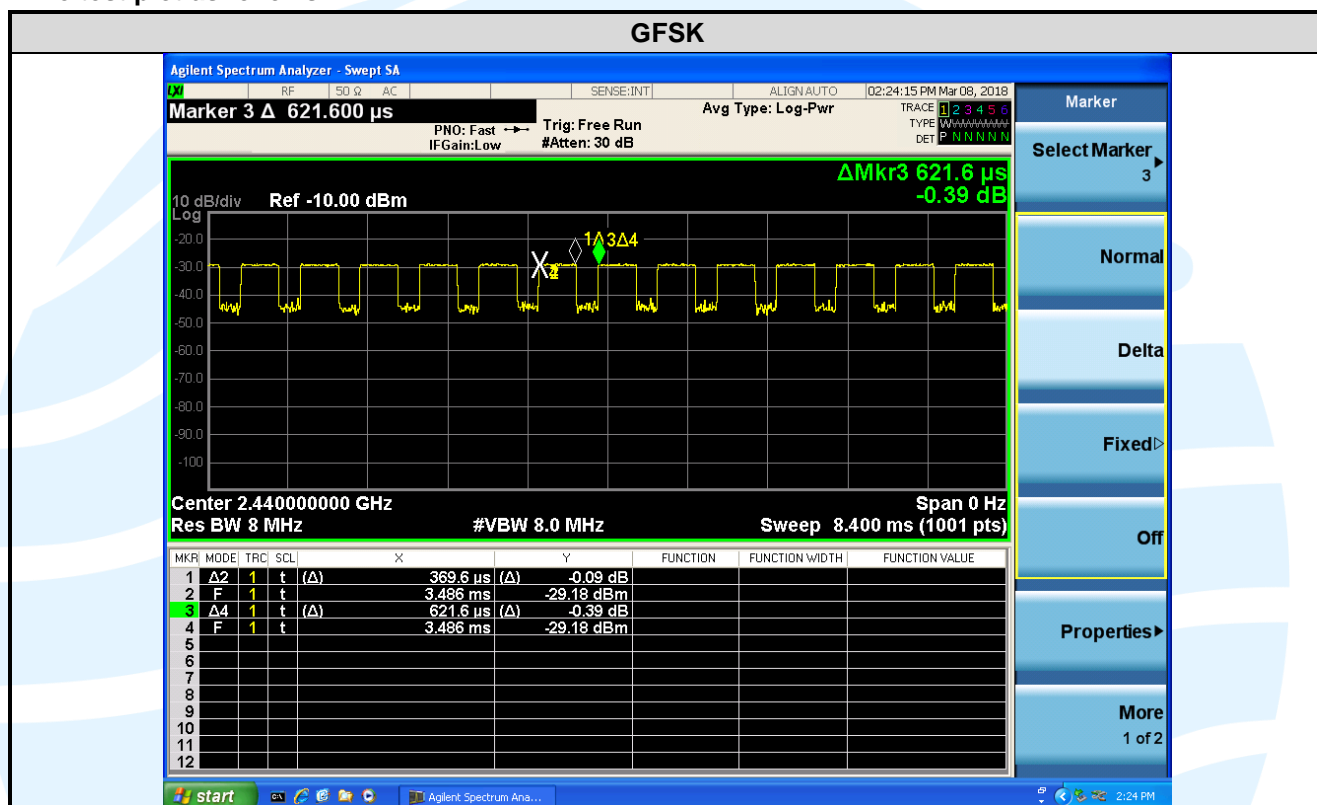 GFSK
Agilent Spectrum Analyzer - Swept SA
LXI RF 50 Ω AC SENSE:INT ALIGN AUTO 02:24:15 PM Mar 08, 2018
Marker 3 Δ 621.600 µs
PNO: Fast
IFGain:Low
Trig: Free Run
#Atten: 30 dB
Avg Type: Log-Pwr
TRACE 1 2 3 4 5 6
TYPE
DET P N N N N N
ΔMkr3 621.6 µs
-0.39 dB
10 dB/div Ref -10.00 dBm
Log
-20.0
-30.0
-40.0
-50.0
-60.0
-70.0
-80.0
-90.0
-100
1Δ 3Δ4
X
Center 2.440000000 GHz Span 0 Hz
Res BW 8 MHz #VBW 8.0 MHz Sweep 8.400 ms (1001 pts)
MKR MODE TRC SCL X Y FUNCTION FUNCTION WIDTH FUNCTION VALUE
1 Δ2 1 t (Δ) 369.6 µs (Δ) -0.09 dB
2 F 1 t 3.486 ms -29.18 dBm
3 Δ4 1 t (Δ) 621.6 µs (Δ) -0.39 dB
4 F 1 t 3.486 ms -29.18 dBm
5
6
7
8
9
10
11
12
Marker
Select Marker
3
Normal
Delta
Fixed
Off
Properties
More
1 of 2
start Agilent Spectrum Ana... 2:24 PM